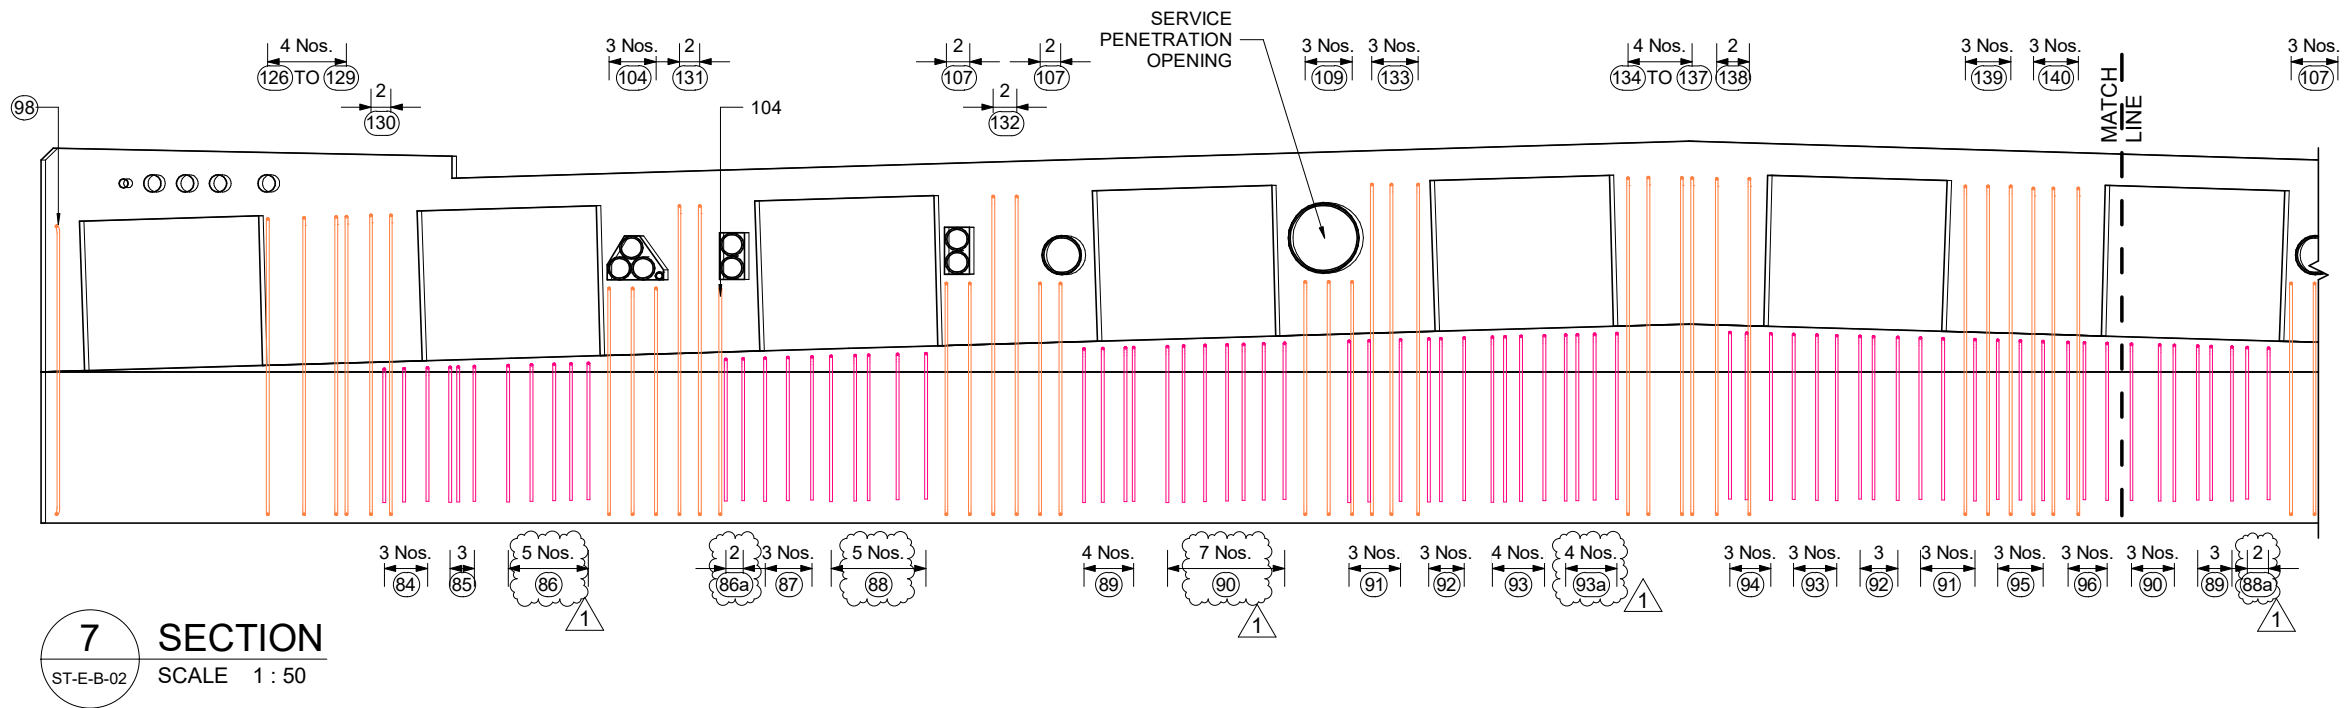 SERVICE
PENETRATION
OPENING
4 Nos.
126 TO 129
3 Nos.
104
2
131
2
107
2
107
3 Nos.
109
3 Nos.
133
4 Nos.
134 TO 137
2
138
3 Nos.
139
3 Nos.
140
MATCH
LINE
3 Nos.
107
98
2
130
104
2
132
3 Nos.
84
3
85
5 Nos.
86
1
2
86a
3 Nos.
87
5 Nos.
88
4 Nos.
89
7 Nos.
90
1
3 Nos.
91
3 Nos.
92
4 Nos.
93
4 Nos.
93a
1
3 Nos.
94
3 Nos.
93
3
92
3 Nos.
91
3 Nos.
95
3 Nos.
96
3 Nos.
90
3
89
2
88a
1
7
ST-E-B-02
SECTION
SCALE 1 : 50